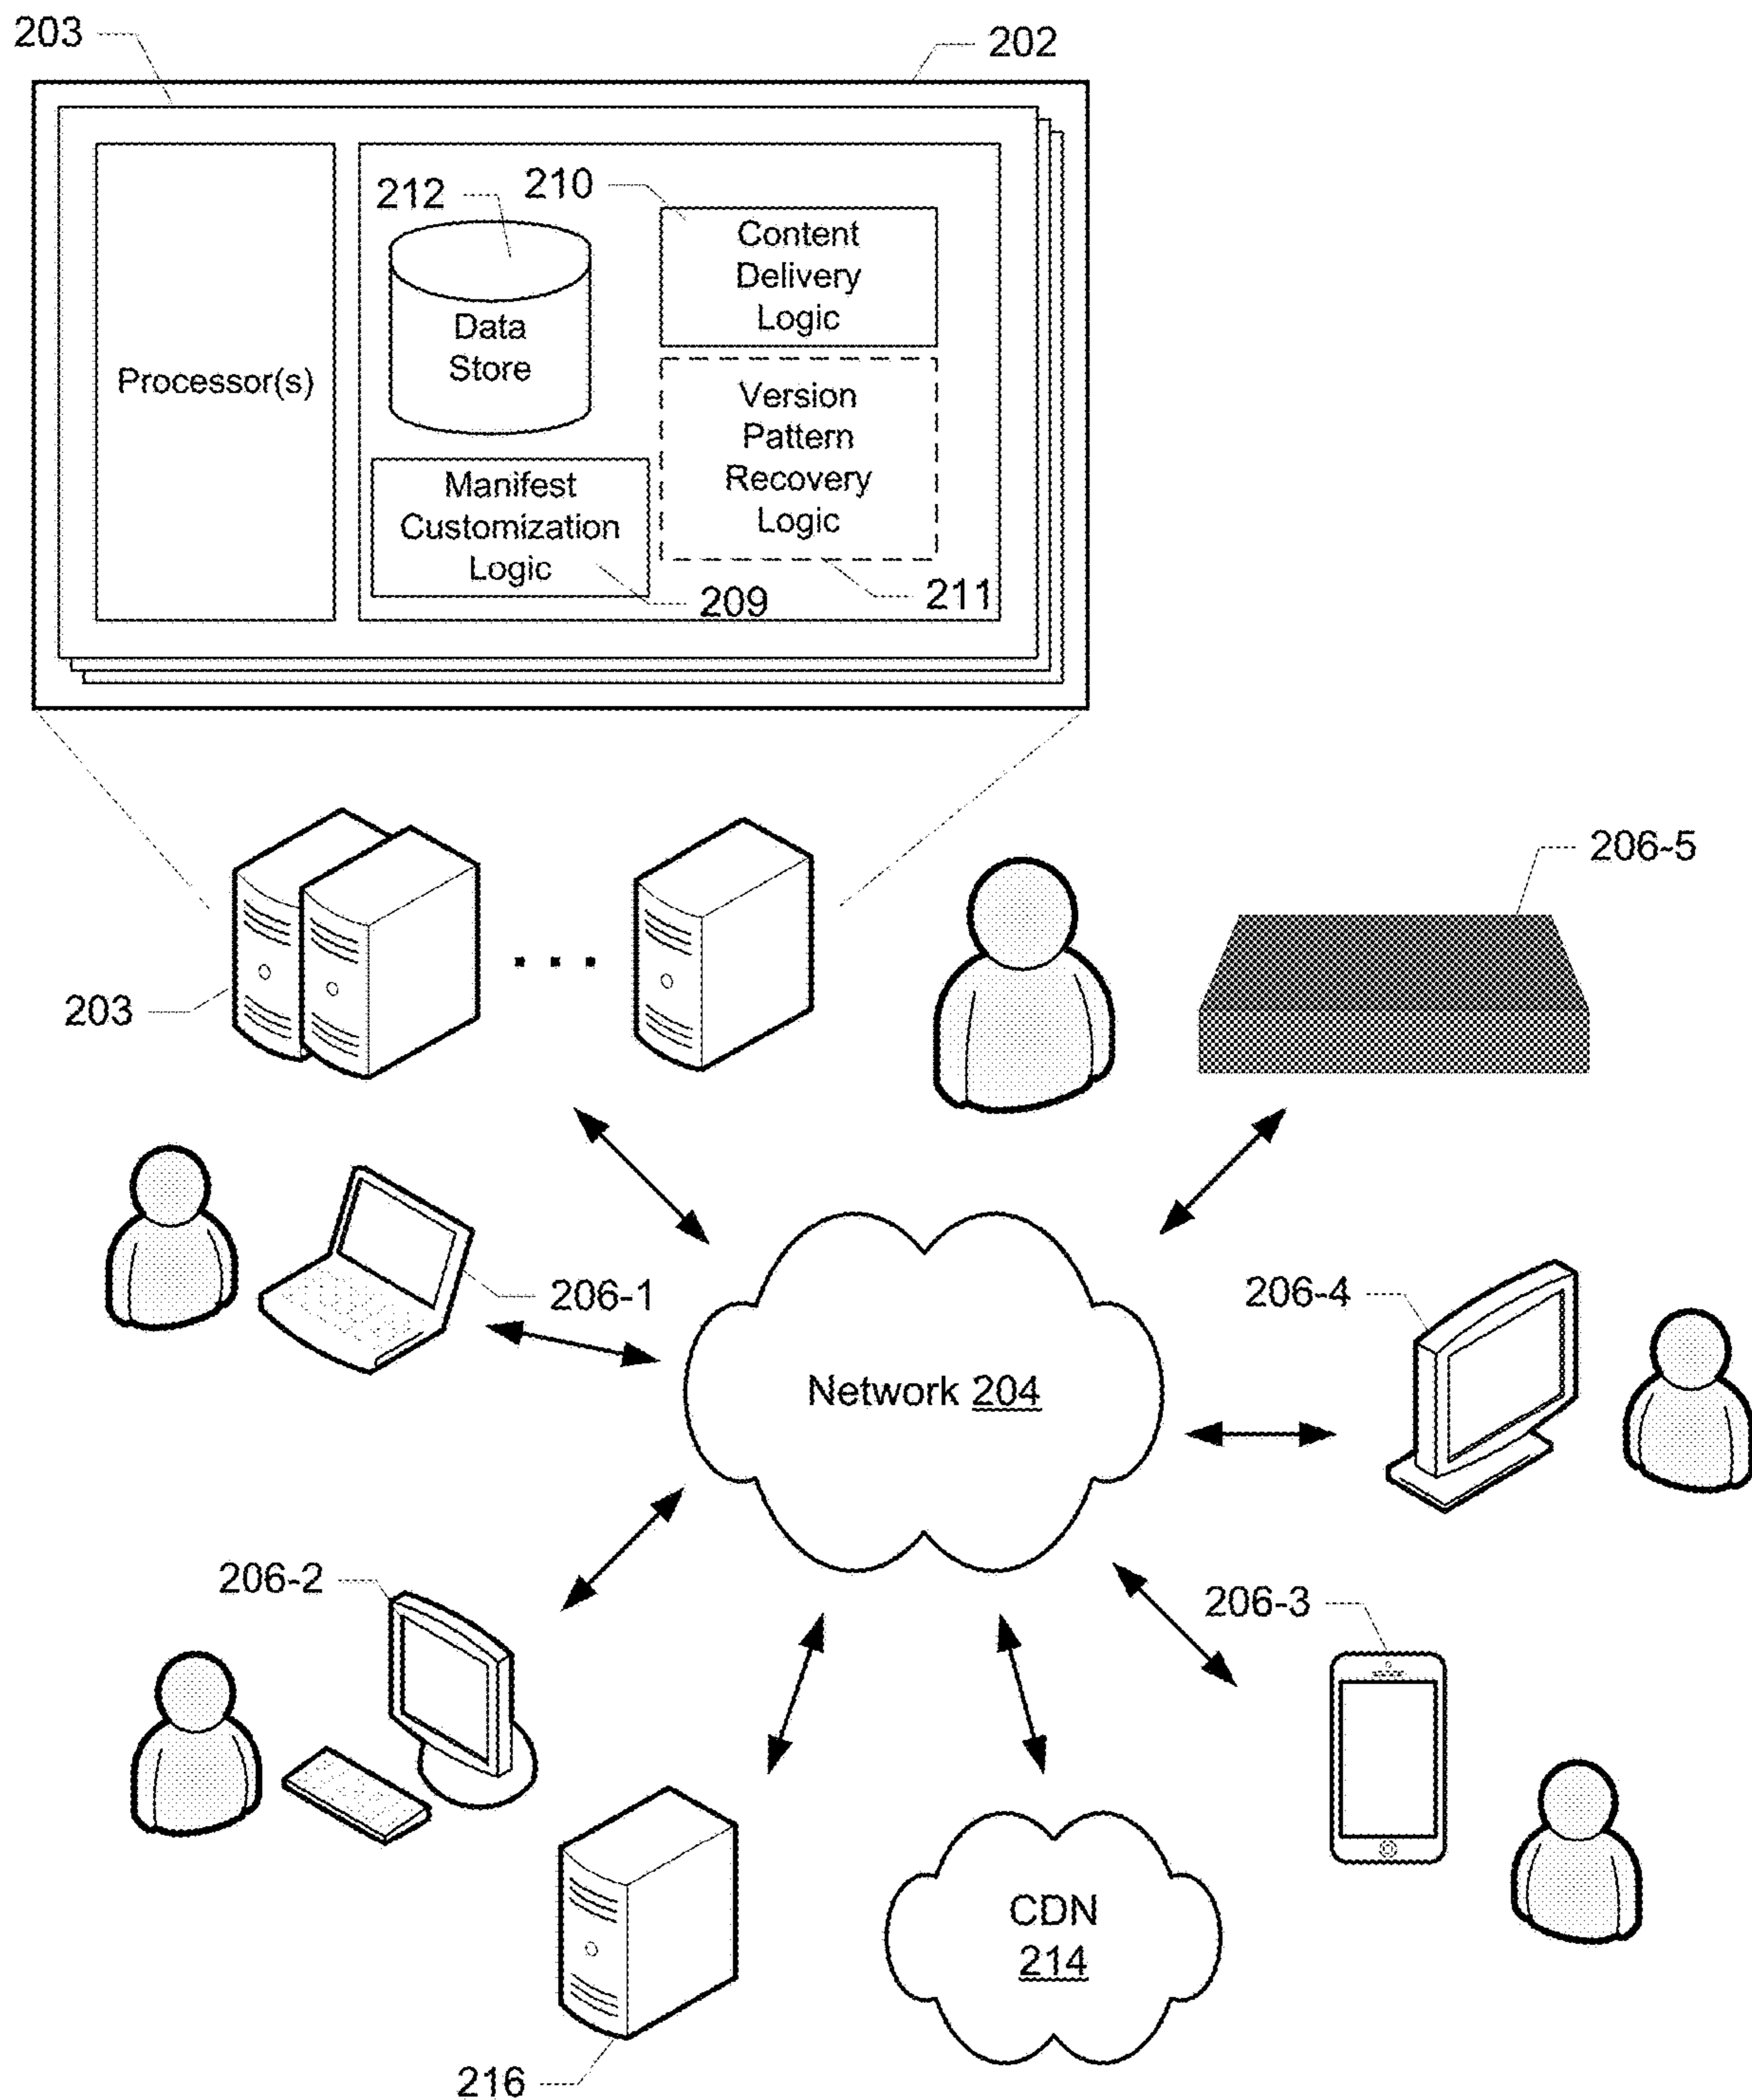 203
202
212
210
Content
Delivery
Logic
Data
Store
Processor(s)
Version
Pattern
Recovery
Logic
Manifest
Customization
Logic
209
211
203
206-5
206-1
206-4
Network 204
206-2
206-3
CDN
214
216